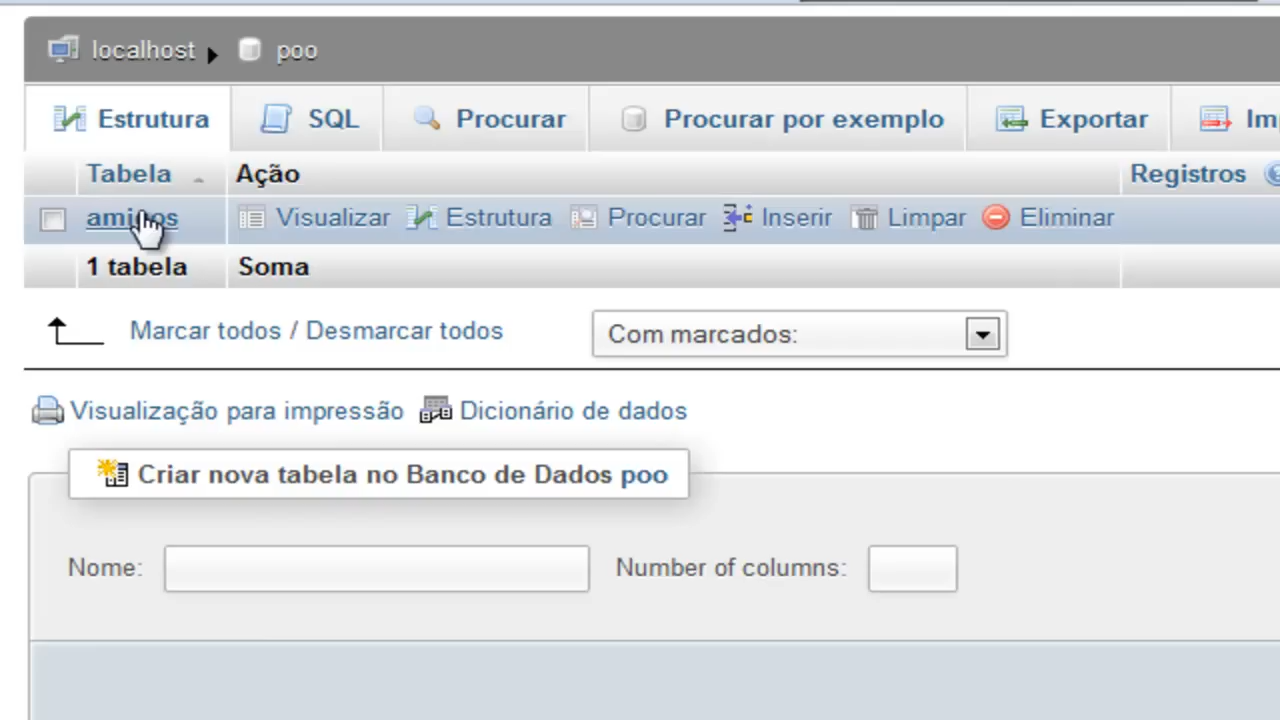 localhost poo
Estrutura SQL Procurar Procurar por exemplo Exportar
Tabela Ação Registros
amigos Visualizar Estrutura Procurar Inserir Limpar Eliminar
1 tabela Soma
Marcar todos / Desmarcar todos Com marcados:
Visualização para impressão Dicionário de dados
Criar nova tabela no Banco de Dados poo
Nome: Number of columns: